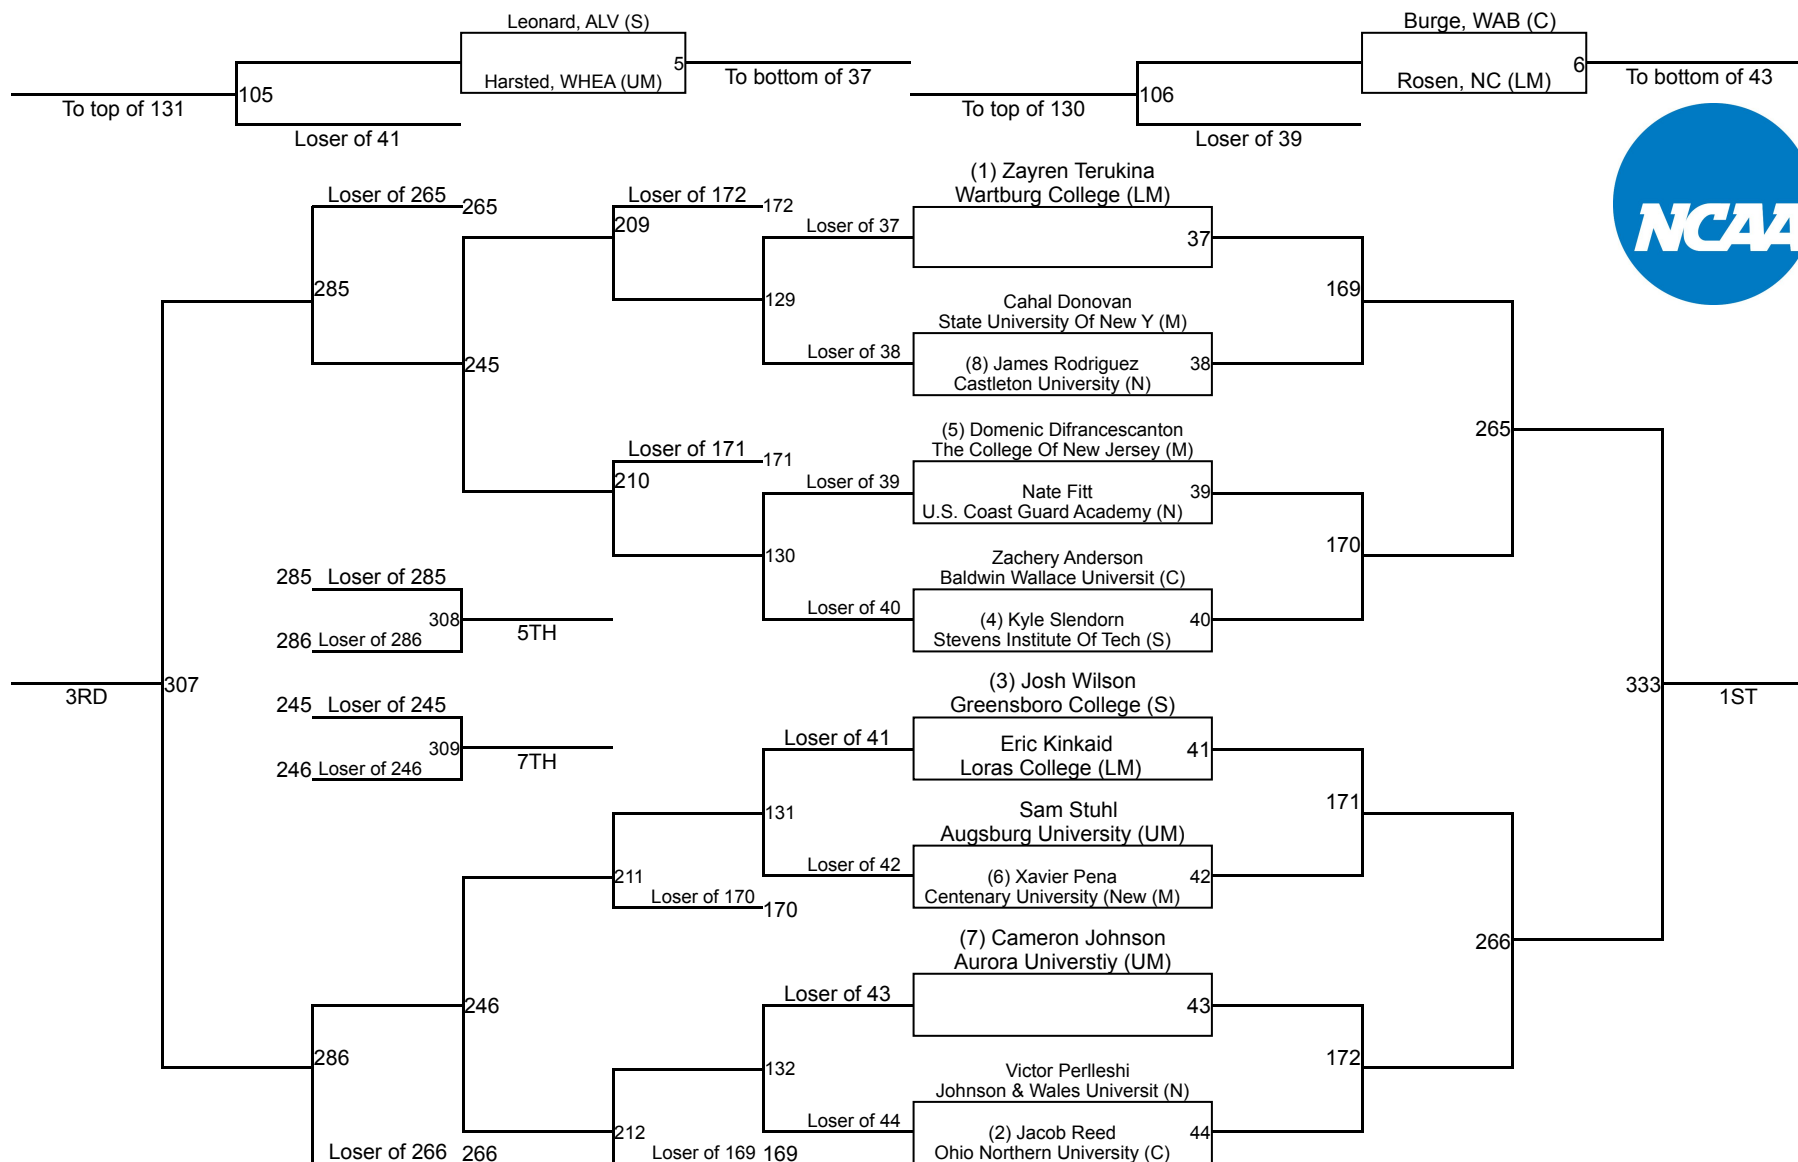 Leonard, ALV (S)
Burge, WAB (C)
5
Harsted, WHEA (UM)
To bottom of 37
6
Rosen, NC (LM)
To bottom of 43
To top of 131
105
Loser of 41
To top of 130
106
Loser of 39
NCAA
(1) Zayren Terukina
Wartburg College (LM)
Loser of 265
265
Loser of 172
172
209
Loser of 37
37
285
129
169
Cahal Donovan
State University Of New Y (M)
Loser of 38
(8) James Rodriguez
Castleton University (N)
38
245
(5) Domenic Difrancescanton
The College Of New Jersey (M)
265
Loser of 171
171
210
Loser of 39
Nate Fitt
U.S. Coast Guard Academy (N)
39
130
170
Zachery Anderson
Baldwin Wallace Universit (C)
285
Loser of 285
308
5TH
286
Loser of 286
Loser of 40
(4) Kyle Slendorn
Stevens Institute Of Tech (S)
40
3RD
307
(3) Josh Wilson
Greensboro College (S)
333
1ST
245
Loser of 245
309
7TH
246
Loser of 246
Loser of 41
Eric Kinkaid
Loras College (LM)
41
131
171
Sam Stuhl
Augsburg University (UM)
211
Loser of 170
170
Loser of 42
(6) Xavier Pena
Centenary University (New (M)
42
(7) Cameron Johnson
Aurora Universtiy (UM)
266
246
Loser of 43
43
286
132
172
Victor Perlleshi
Johnson & Wales Universit (N)
Loser of 44
(2) Jacob Reed
Ohio Northern University (C)
44
212
Loser of 266
266
Loser of 169
169